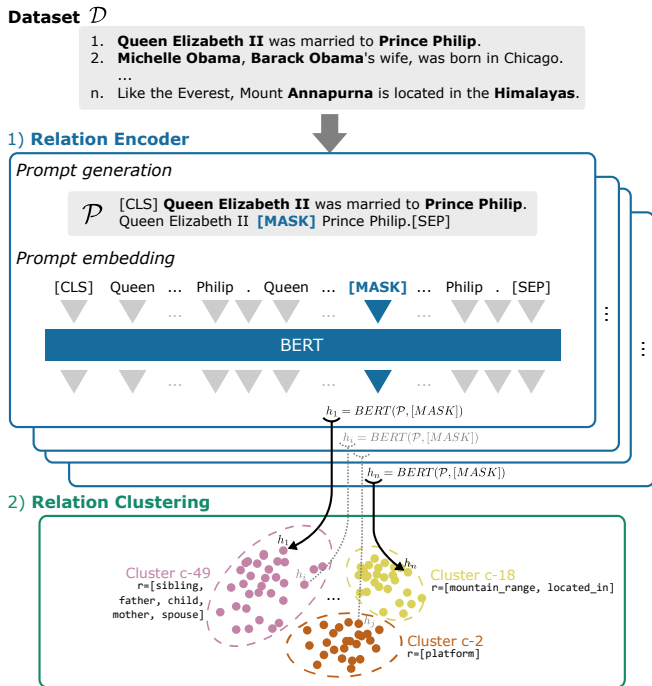 Dataset 𝒟
1. Queen Elizabeth II was married to Prince Philip.
2. Michelle Obama, Barack Obama's wife, was born in Chicago.
...
n. Like the Everest, Mount Annapurna is located in the Himalayas.
1) Relation Encoder
Prompt generation
𝒫 [CLS] Queen Elizabeth II was married to Prince Philip.
Queen Elizabeth II [MASK] Prince Philip.[SEP]
Prompt embedding
[CLS] Queen ... Philip . Queen ... [MASK] ... Philip . [SEP]
... ... ...
BERT
... ... ...
h₁ = BERT(𝒫, [MASK])
hᵢ = BERT(𝒫, [MASK])
hₙ = BERT(𝒫, [MASK])
2) Relation Clustering
h₁
hₙ
Cluster c-49
r=[sibling,
father, child,
mother, spouse]
hᵢ
...
Cluster c-18
r=[mountain_range, located_in]
hⱼ
Cluster c-2
r=[platform]